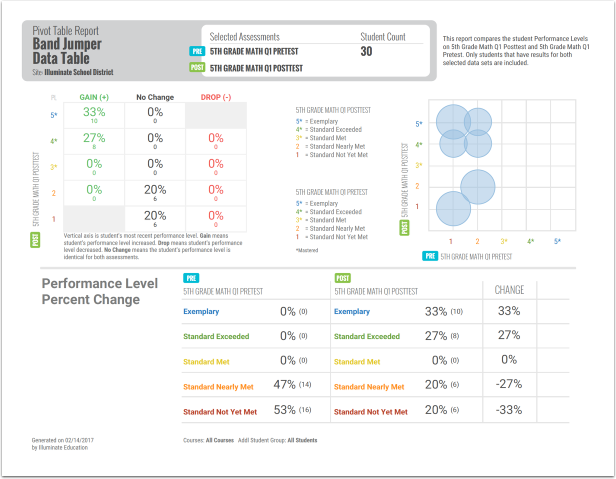 Pivot Table Report
Band Jumper
Data Table
Site: Illuminate School District
Selected Assessments
Student Count
PRE 5TH GRADE MATH Q1 PRETEST
30
POST 5TH GRADE MATH Q1 POSTTEST
This report compares the student Performance Levels
on 5th Grade Math Q1 Posttest and 5th Grade Math Q1
Pretest. Only students that have results for both
selected data sets are included.
PL GAIN (+) No Change DROP (-)
5* 33% 0%
10 0
4* 27% 0% 0%
8 0 0
3* 0% 0% 0%
0 0 0
2 0% 20% 0%
0 6 0
1 20% 0%
6 0
POST 5TH GRADE MATH Q1 POSTTEST
Vertical axis is student's most recent performance level. Gain means
student's performance level increased. Drop means student's performance
level decreased. No Change means the student's performance level is
identical for both assessments.
5TH GRADE MATH Q1 POSTTEST
5* = Exemplary
4* = Standard Exceeded
3* = Standard Met
2 = Standard Nearly Met
1 = Standard Not Yet Met
5TH GRADE MATH Q1 PRETEST
5* = Exemplary
4* = Standard Exceeded
3* = Standard Met
2 = Standard Nearly Met
1 = Standard Not Yet Met
*Mastered
POST 5TH GRADE MATH Q1 POSTTEST
5*
4*
3*
2
1
1 2 3* 4* 5*
PRE 5TH GRADE MATH Q1 PRETEST
Performance Level
Percent Change
PRE
POST
5TH GRADE MATH Q1 PRETEST 5TH GRADE MATH Q1 POSTTEST CHANGE
Exemplary 0% (0) Exemplary 33% (10) 33%
Standard Exceeded 0% (0) Standard Exceeded 27% (8) 27%
Standard Met 0% (0) Standard Met 0% (0) 0%
Standard Nearly Met 47% (14) Standard Nearly Met 20% (6) -27%
Standard Not Yet Met 53% (16) Standard Not Yet Met 20% (6) -33%
Generated on 02/14/2017
by Illuminate Education
Courses: All Courses Addl Student Group: All Students